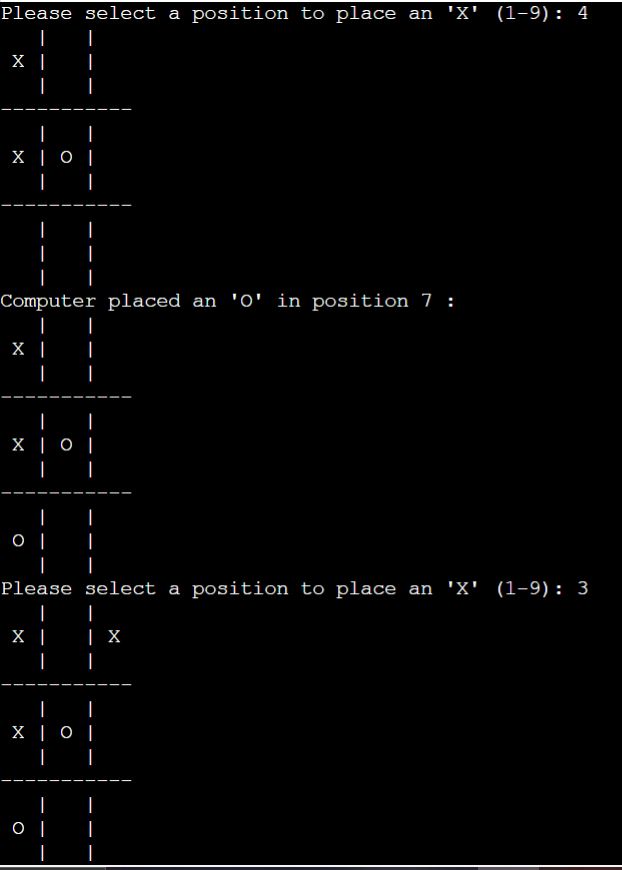 Please select a position to place an 'X' (1-9): 4
   |   |
 X |   |
   |   |
-----------
   |   |
 X | O |
   |   |
-----------
   |   |
   |   |
   |   |
Computer placed an 'O' in position 7 :
   |   |
 X |   |
   |   |
-----------
   |   |
 X | O |
   |   |
-----------
   |   |
 O |   |
   |   |
Please select a position to place an 'X' (1-9): 3
   |   |
 X |   | X
   |   |
-----------
   |   |
 X | O |
   |   |
-----------
   |   |
 O |   |
   |   |